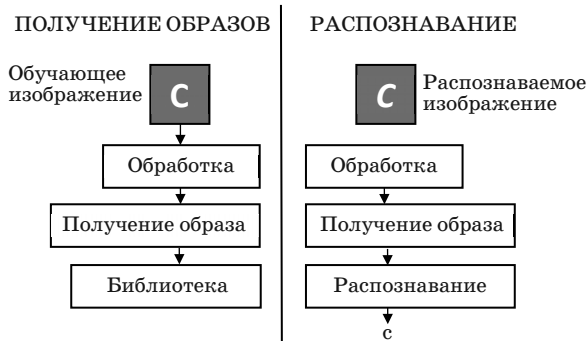 ПОЛУЧЕНИЕ ОБРАЗОВ
Обучающее
изображение
С
Обработка
Получение образа
Библиотека
РАСПОЗНАВАНИЕ
С
Распознаваемое
изображение
Обработка
Получение образа
Распознавание
с